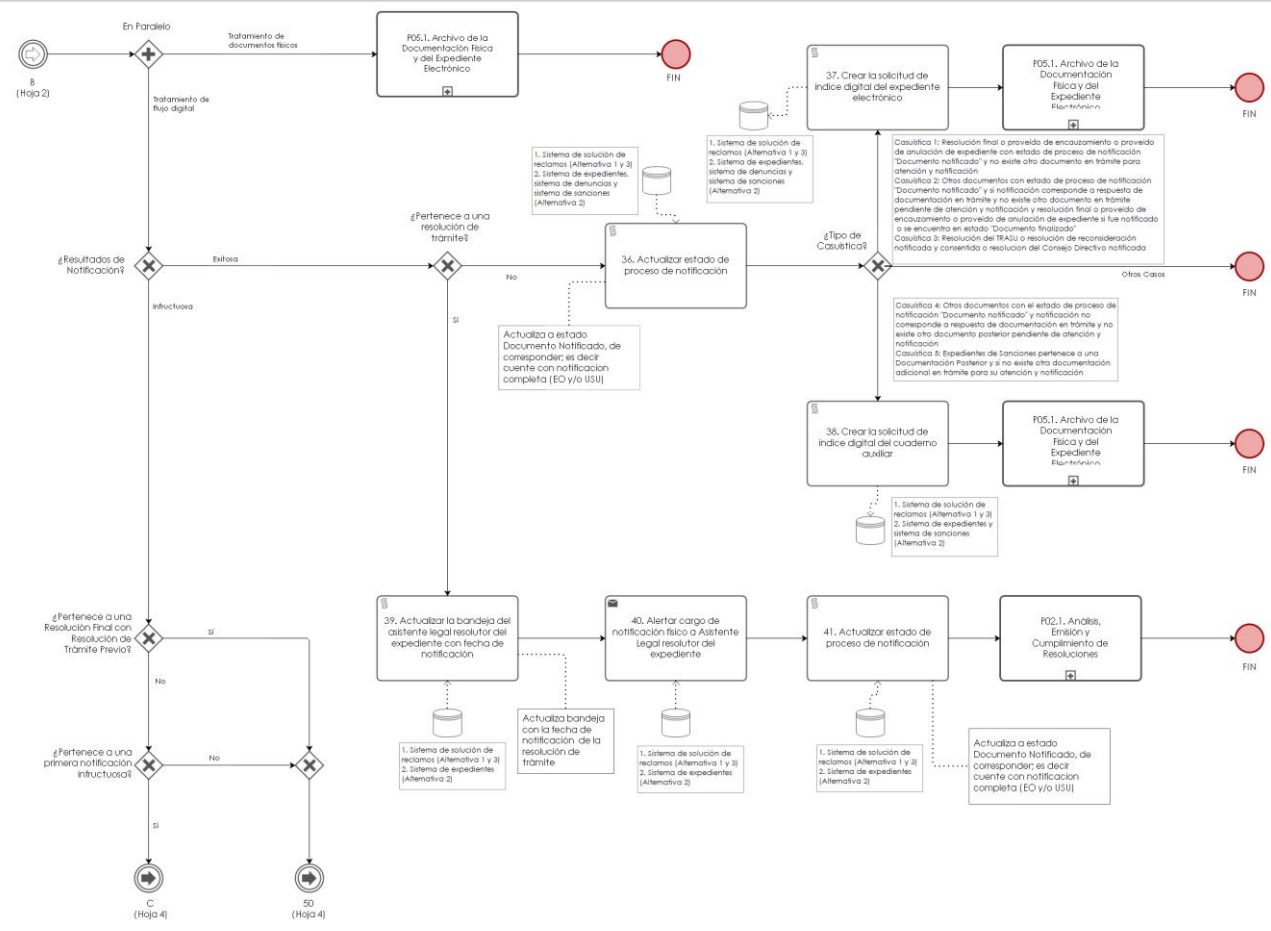 En Paralelo
B
(Hoja 2)
Tratamiento de
documentos físicos
P05.1. Archivo de la
Documentación Física
y del Expediente
Electrónico
FIN
Tratamiento de
flujo digital
37. Crear la solicitud de
índice digital del expediente
electrónico
P05.1. Archivo de la
Documentación
Física y del
Expediente
Electrónico
FIN
1. Sistema de solución de
reclamos (Alternativa 1 y 3)
2. Sistema de expedientes,
sistema de denuncias y
sistema de sanciones
(Alternativa 2)
1. Sistema de solución de
reclamos (Alternativa 1 y 3)
2. Sistema de expedientes,
sistema de denuncias y
sistema de sanciones
(Alternativa 2)
Casuística 1: Resolución final o proveído de encauzamiento o proveído
de anulación de expediente con estado de proceso de notificación
"Documento notificado" y no existe otro documento en trámite para
atención y notificación
Casuística 2: Otros documentos con estado de proceso de notificación
"Documento notificado" y si notificación corresponde a respuesta de
documentación en trámite y no existe otro documento en trámite
pendiente de atención y notificación y resolución final o proveído de
encauzamiento o proveído de anulación de expediente si fue notificado
o se encuentra en estado "Documento finalizado"
Casuística 3: Resolución del TRASU o resolución de reconsideración
notificada y consentida o resolucion del Consejo Directivo notificada
¿Resultados de
Notificación?
Exitosa
Infructuosa
¿Pertenece a una
resolución de
trámite?
No
Sí
36. Actualizar estado de
proceso de notificación
¿Tipo de
Casuística?
Otros Casos
FIN
Actualiza a estado
Documento Notificado, de
corresponder; es decir
cuente con notificacion
completa (EO y/o USU)
Casuística 4: Otros documentos con el estado de proceso de
notificación "Documento notificado" y notificación no
corresponde a respuesta de documentación en trámite y no
existe otro documento posterior pendiente de atención y
notificación
Casuística 5: Expedientes de Sanciones pertenece a una
Documentación Posterior y si no existe otra documentación
adicional en trámite para su atención y notificación
38. Crear la solicitud de
índice digital del cuaderno
auxiliar
P05.1. Archivo de la
Documentación
Física y del
Expediente
Electrónico
FIN
1. Sistema de solución de
reclamos (Alternativa 1 y 3)
2. Sistema de expedientes y
sistema de sanciones
(Alternativa 2)
¿Pertenece a una
Resolución Final con
Resolución de
Trámite Previo?
Sí
No
39. Actualizar la bandeja del
asistente legal resolutor del
expediente con fecha de
notificación
40. Alertar cargo de
notificación físico a Asistente
Legal resolutor del
expediente
41. Actualizar estado de
proceso de notificación
P02.1. Análisis,
Emisión y
Cumplimiento de
Resoluciones
FIN
1. Sistema de solución de
reclamos (Alternativa 1 y 3)
2. Sistema de expedientes
(Alternativa 2)
Actualiza bandeja
con la fecha de
notificación de la
resolución de
trámite
1. Sistema de solución de
reclamos (Alternativa 1 y 3)
2. Sistema de expedientes
(Alternativa 2)
1. Sistema de solución de
reclamos (Alternativa 1 y 3)
2. Sistema de expedientes
(Alternativa 2)
Actualiza a estado
Documento Notificado, de
corresponder; es decir
cuente con notificacion
completa (EO y/o USU)
¿Pertenece a una
primera notificación
infructuosa?
No
Sí
C
(Hoja 4)
50
(Hoja 4)